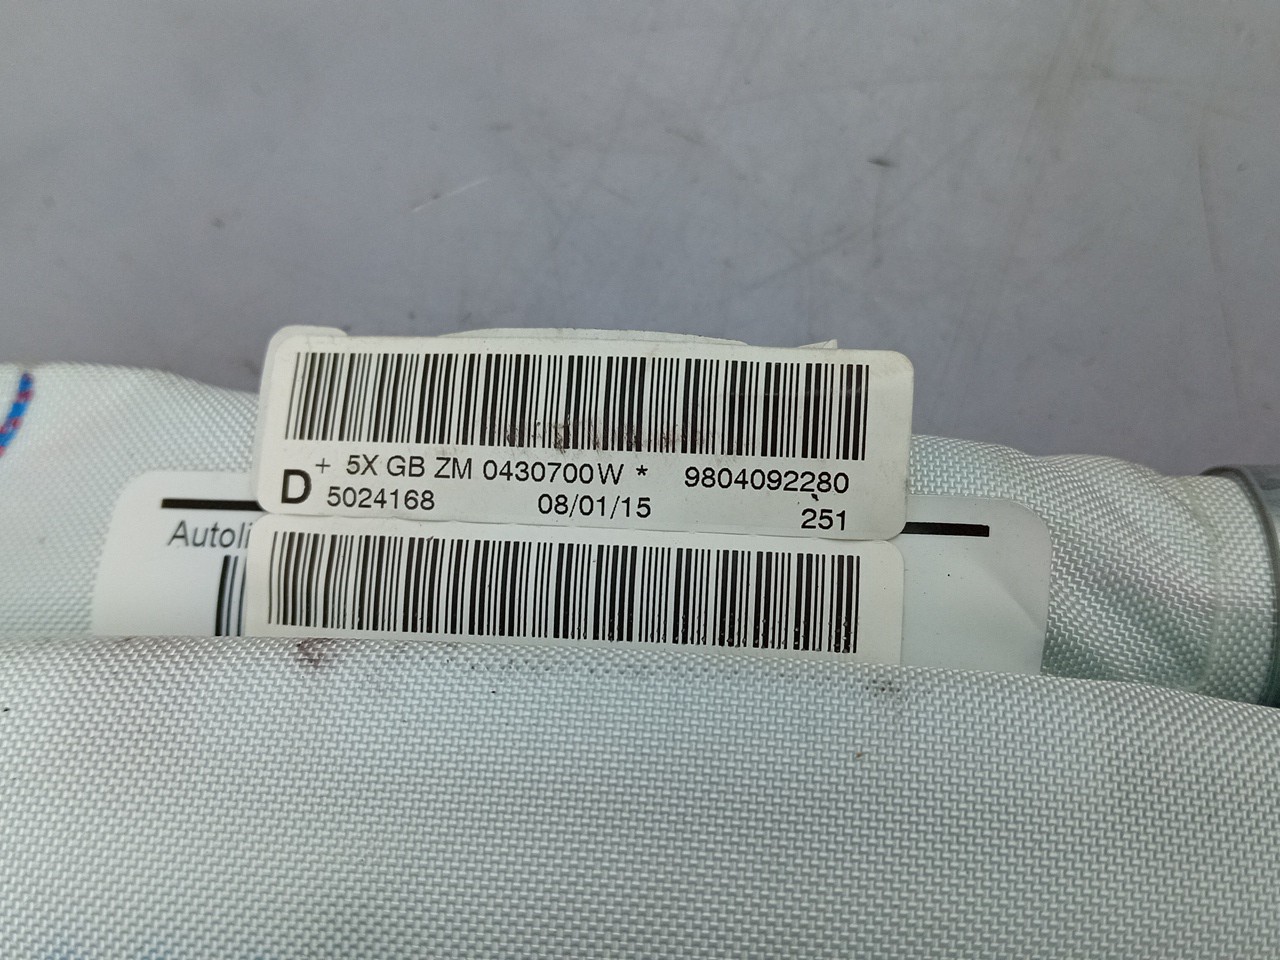 + 5X GB ZM 0430700W * 9804092280
D 5024168 08/01/15 251
Autoli